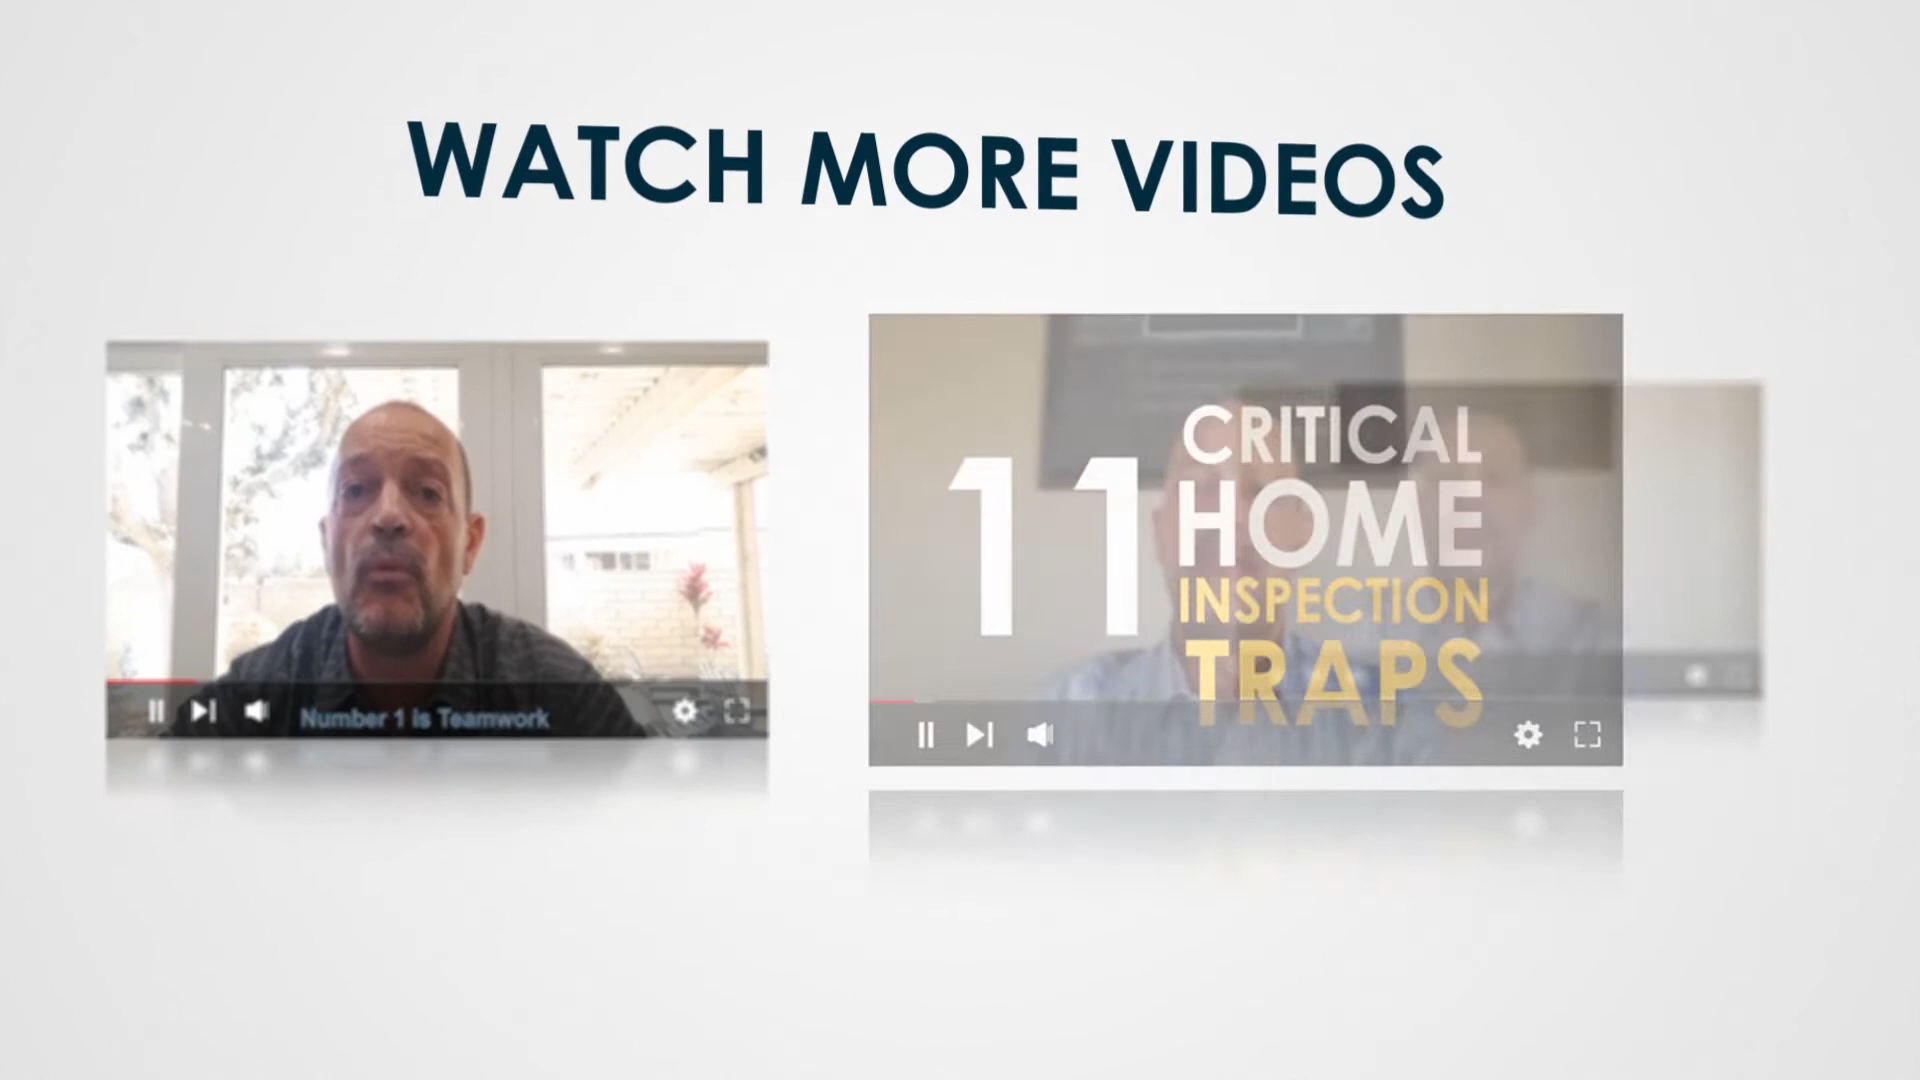 WATCH MORE VIDEOS
Number 1 is Teamwork
11
CRITICAL
HOME
INSPECTION
TRAPS